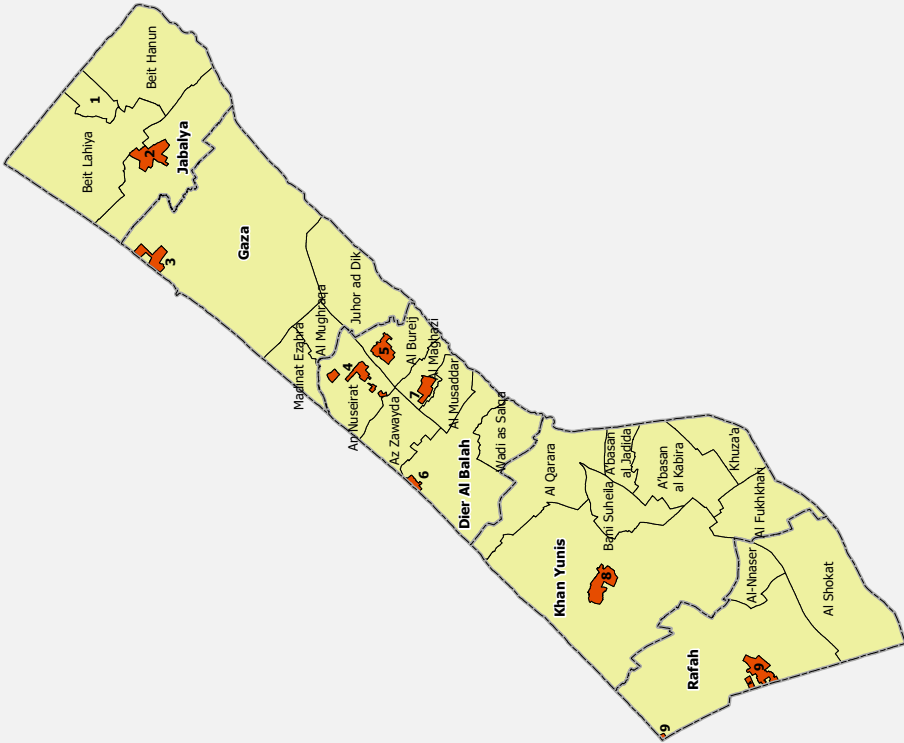 Beit Hanun
1
Beit Lahiya
2
Jabalya
3
Gaza
Juhor ad Dik
Al Mughraqa
Madinat Ezahra
4
5
An Nuseirat
Al Bureij
Al Maghazi
7
Az Zawayda
Al Musaddar
6
Dier Al Balah
Wadi as Salqa
Al Qarara
A'basan
al Jadida
A'basan
al Kabira
Khuza'a
Bani Suheila
Al Fukhkhari
Khan Yunis
8
Al-Nnaser
Al Shokat
Rafah
9
9